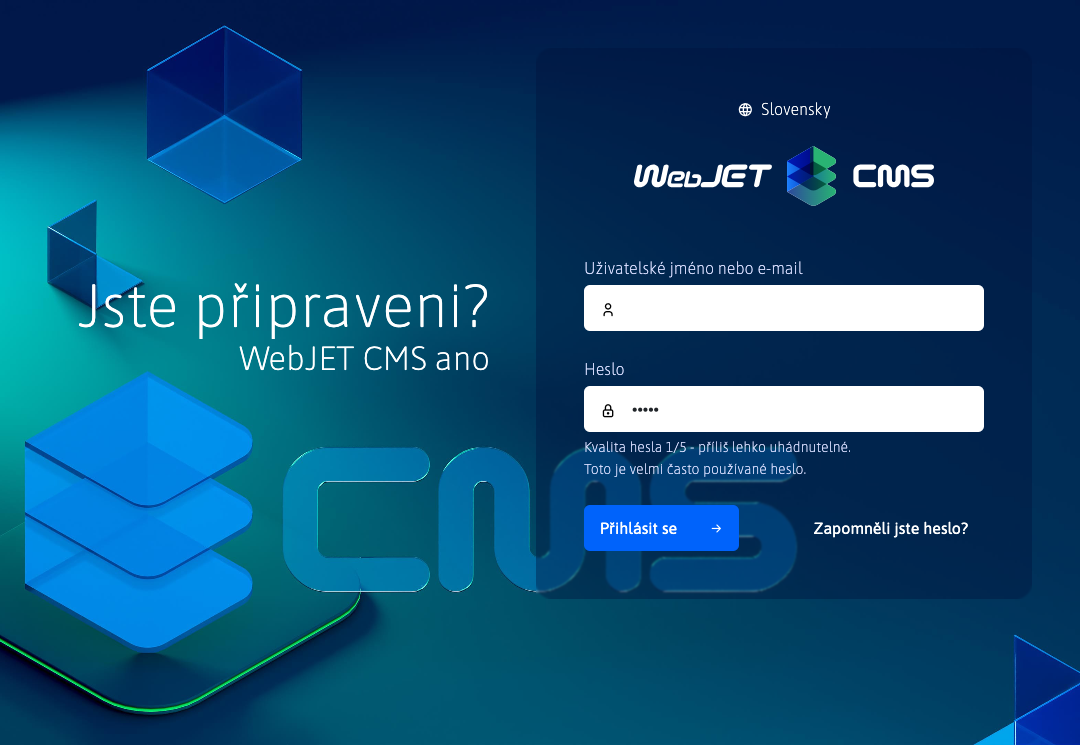 Slovensky
WebJET CMS
Jste připraveni?
WebJET CMS ano
CMS
Uživatelské jméno nebo e-mail
Heslo
•••••
Kvalita hesla 1/5 - příliš lehko uhádnutelné.
Toto je velmi často používané heslo.
Přihlásit se →
Zapomněli jste heslo?